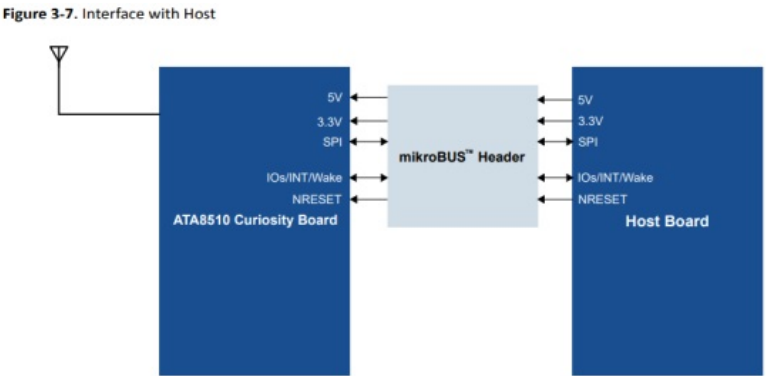 Figure 3-7. Interface with Host
5V
3.3V
SPI
IOs/INT/Wake
NRESET
ATA8510 Curiosity Board
mikroBUS™ Header
5V
3.3V
SPI
IOs/INT/Wake
NRESET
Host Board